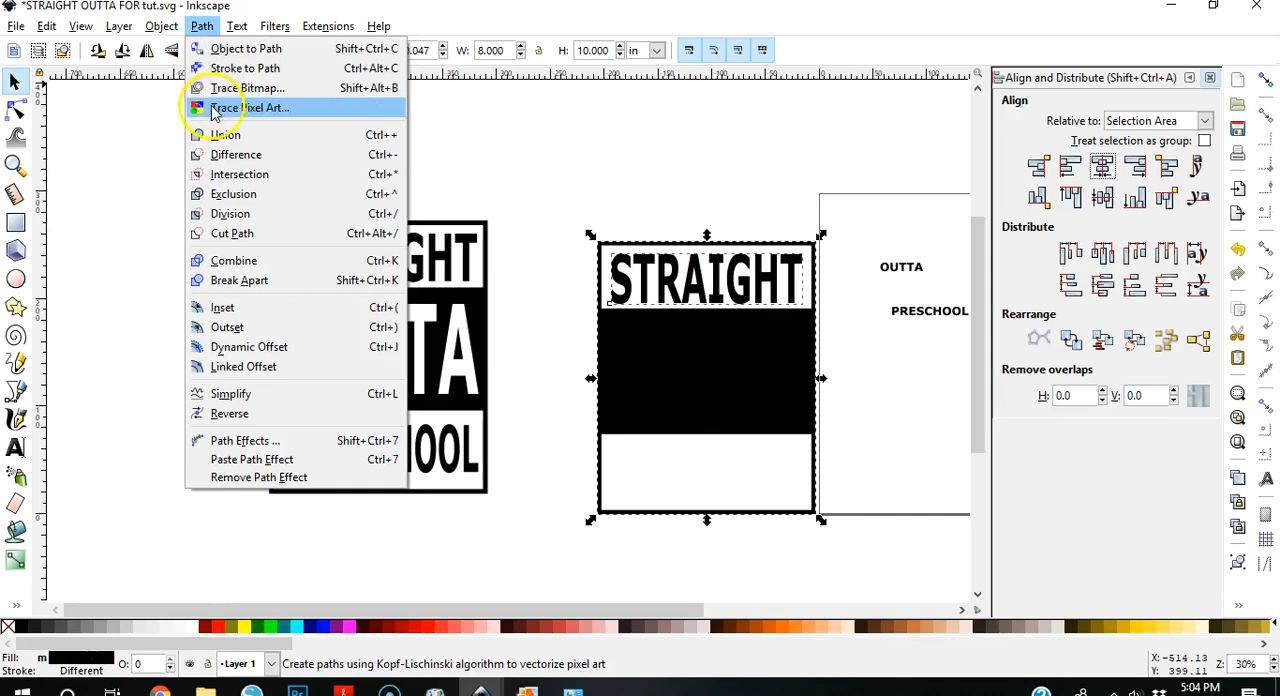 *STRAIGHT OUTTA FOR tut.svg - Inkscape
File Edit View Layer Object Path Text Filters Extensions Help
.047 W: 8.000 H: 10.000 in
Object to Path Shift+Ctrl+C
Stroke to Path Ctrl+Alt+C
Trace Bitmap... Shift+Alt+B
Trace Pixel Art...
Union Ctrl++
Difference Ctrl+-
Intersection Ctrl+*
Exclusion Ctrl+^
Division Ctrl+/
Cut Path Ctrl+Alt+/
Combine Ctrl+K
Break Apart Shift+Ctrl+K
Inset Ctrl+(
Outset Ctrl+)
Dynamic Offset Ctrl+J
Linked Offset
Simplify Ctrl+L
Reverse
Path Effects ... Shift+Ctrl+7
Paste Path Effect Ctrl+7
Remove Path Effect
GHT
TA
OOL
STRAIGHT
OUTTA
PRESCHOOL
Align and Distribute (Shift+Ctrl+A)
Align
Relative to: Selection Area
Treat selection as group:
Distribute
Rearrange
Remove overlaps
H: 0.0 V: 0.0
Fill: m
Stroke: Different
O: 0
Layer 1
Create paths using Kopf-Lischinski algorithm to vectorize pixel art
X: -514.13
Y: 399.11
Z: 30%
5:04 PM